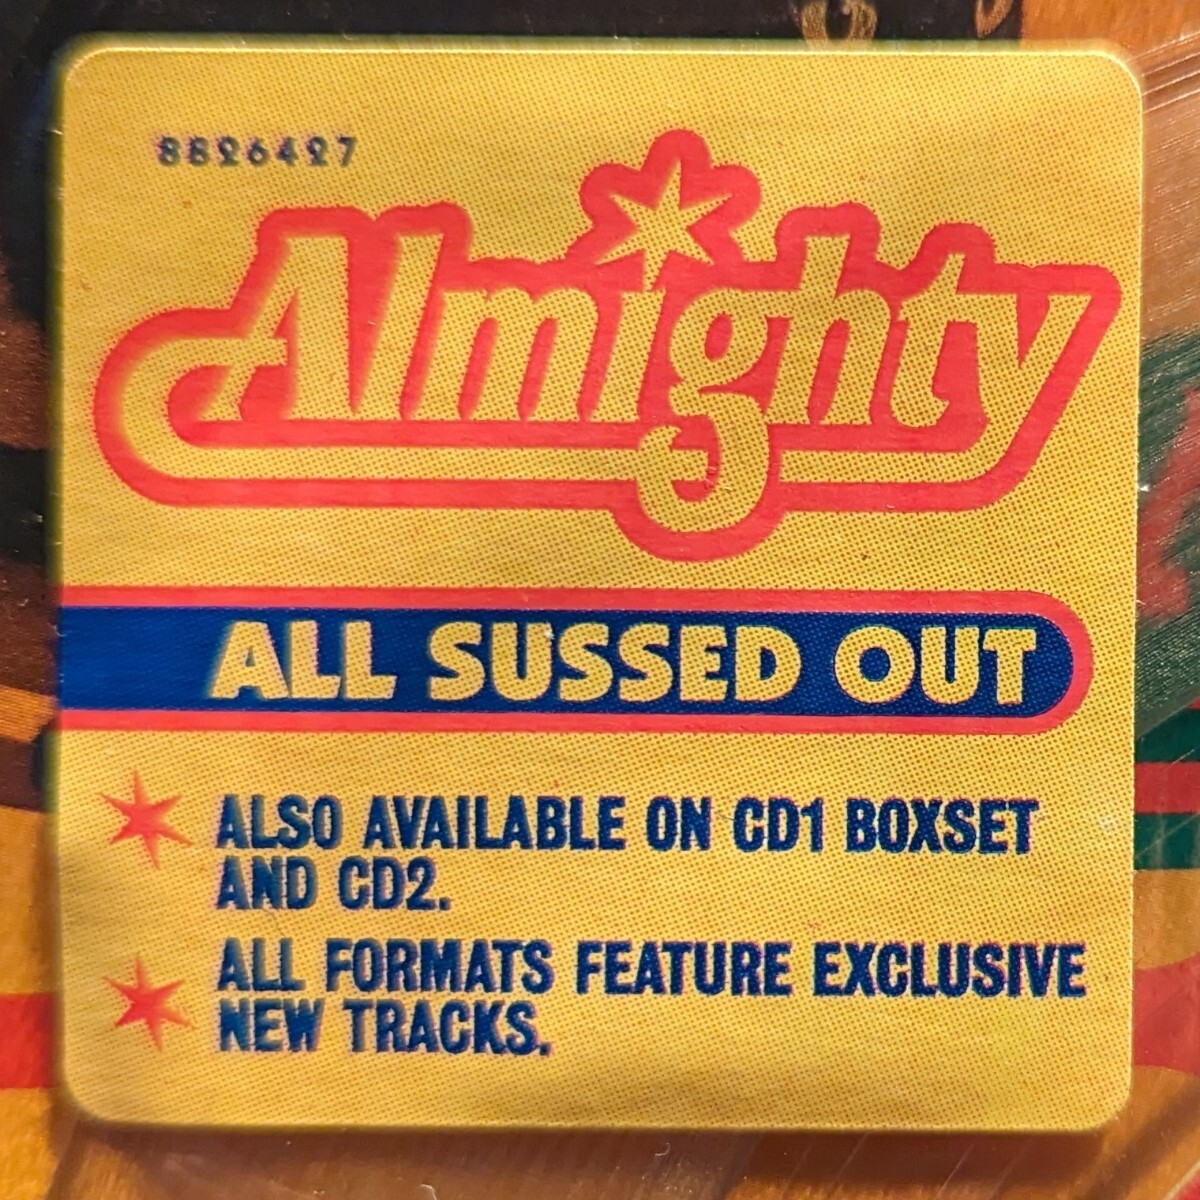 8826427
Almighty
ALL SUSSED OUT
ALSO AVAILABLE ON CD1 BOXSET
AND CD2.
ALL FORMATS FEATURE EXCLUSIVE
NEW TRACKS.